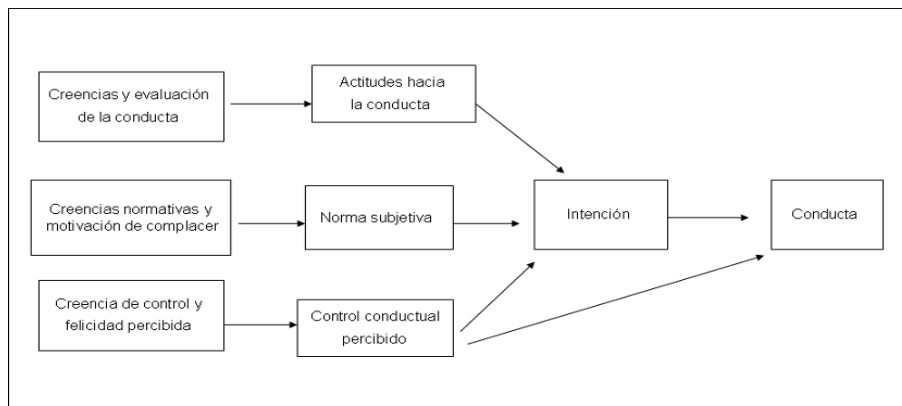 Creencias y evaluación
de la conducta
Actitudes hacia
la conducta
Creencias normativas y
motivación de complacer
Norma subjetiva
Intención
Conducta
Creencia de control y
felicidad percibida
Control conductual
percibido